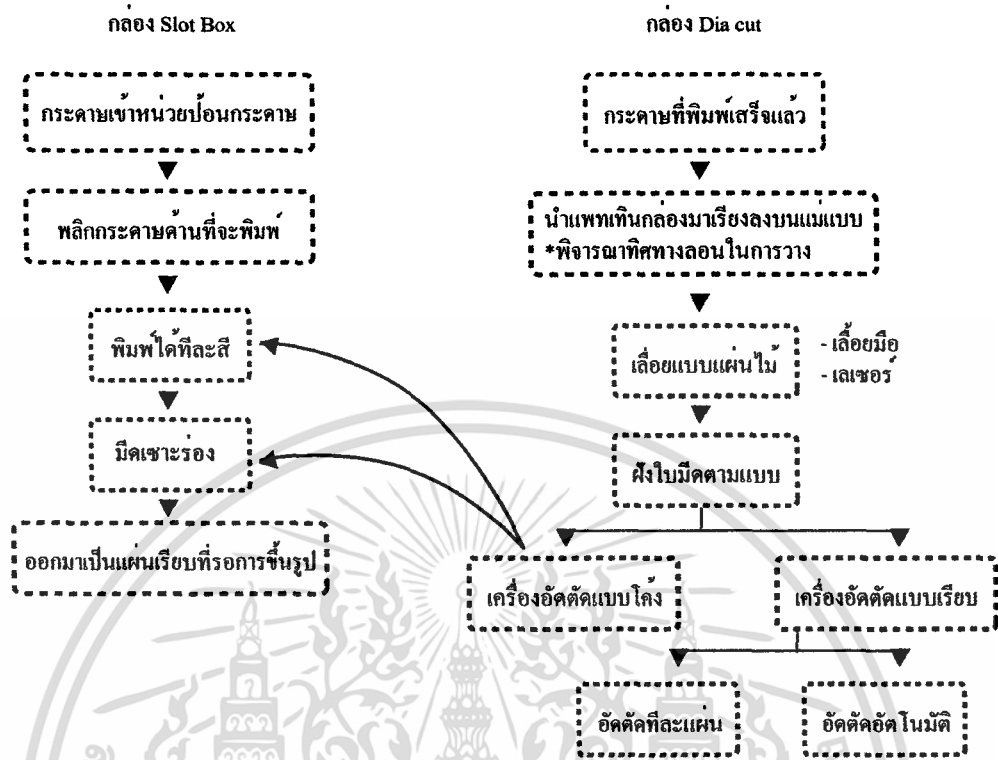 กล่อง Slot Box
กระดาษเข้าหน่วยป้อนกระดาษ
พลิกกระดาษด้านที่จะพิมพ์
พิมพ์ได้ทีละสี
มีดเซาะร่อง
ออกมาเป็นแผ่นเรียบที่รอการขึ้นรูป
กล่อง Dia cut
กระดาษที่พิมพ์เสร็จแล้ว
นำแพทเทินกล่องมาเรียงลงบนแม่แบบ
*พิจารณาทิศทางลอนในการวาง
เลื่อยแบบแผ่นไม้
- เลื้อยมือ
- เลเซอร์
ฝังใบมีดตามแบบ
เครื่องอัดตัดแบบโค้ง
เครื่องอัดตัดแบบเรียบ
อัดตัดทีละแผ่น
อัดตัดอัตโนมัติ